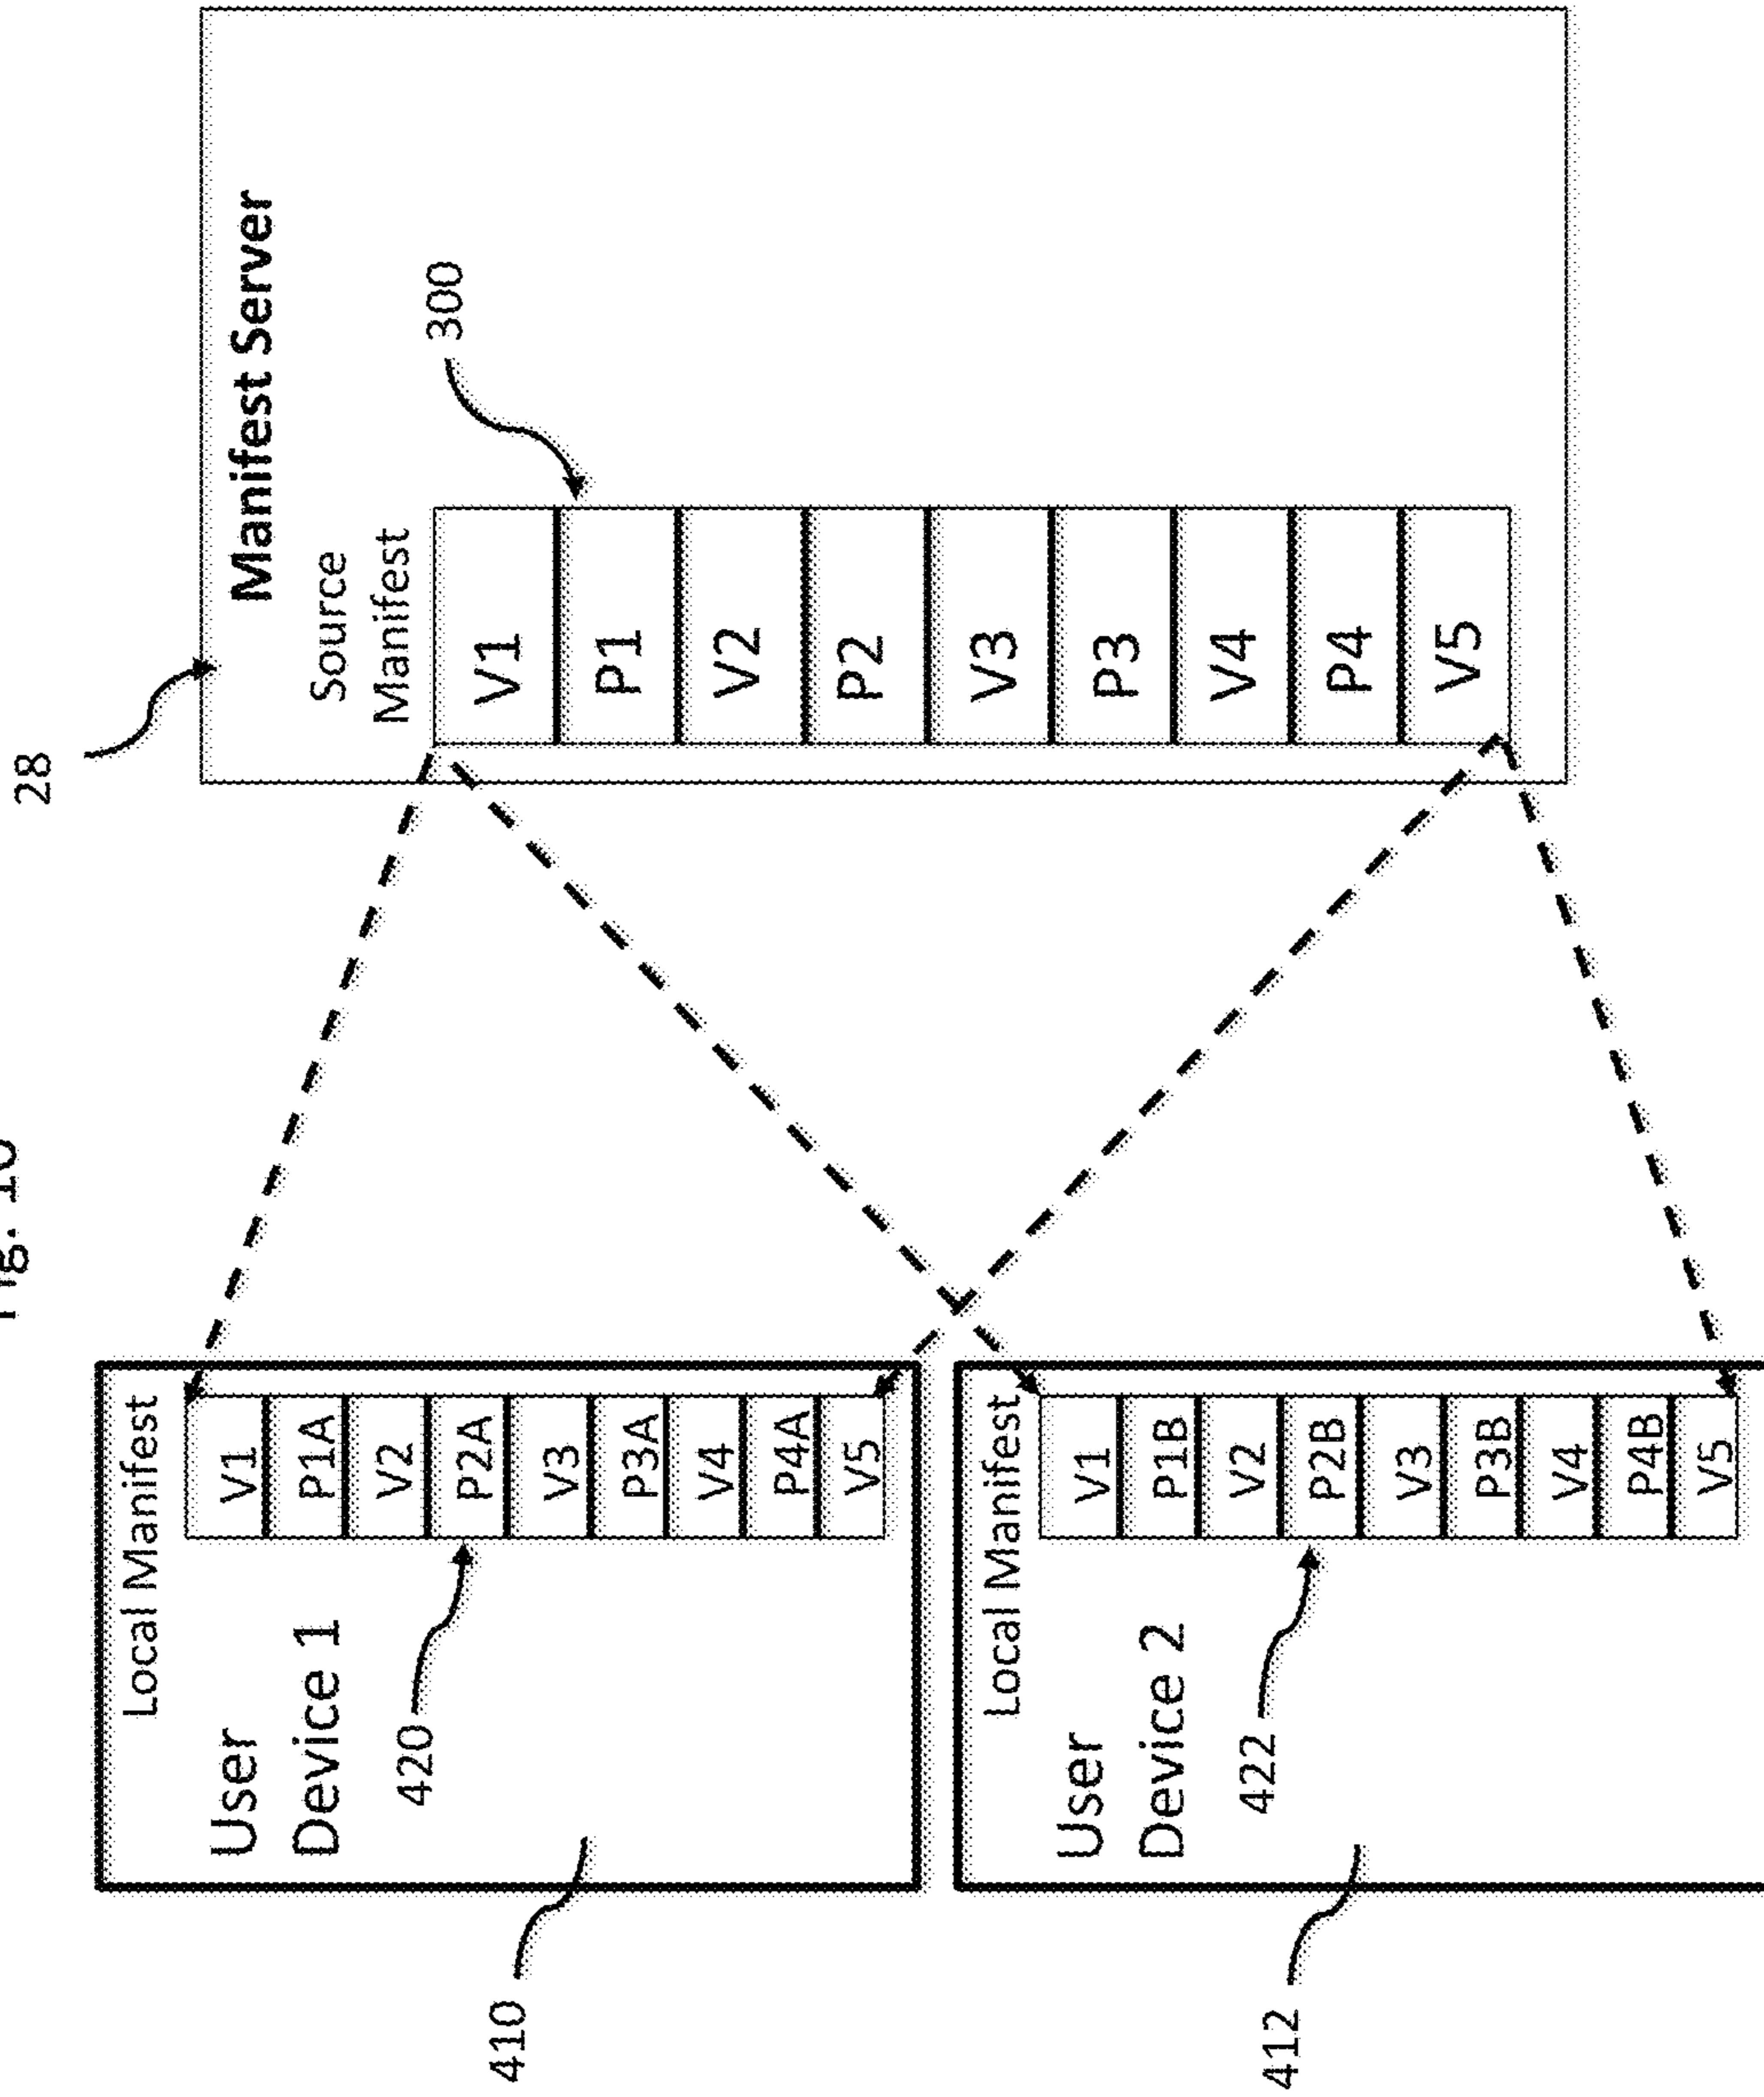 Fig.
410
User
Device 1
420
Local Manifest
V1
P1A
V2
P2A
V3
P3A
V4
P4A
V5
412
User
Device 2
422
Local Manifest
V1
P1B
V2
P2B
V3
P3B
V4
P4B
V5
28
Manifest Server
Source
Manifest
300
V1
P1
V2
P2
V3
P3
V4
P4
V5